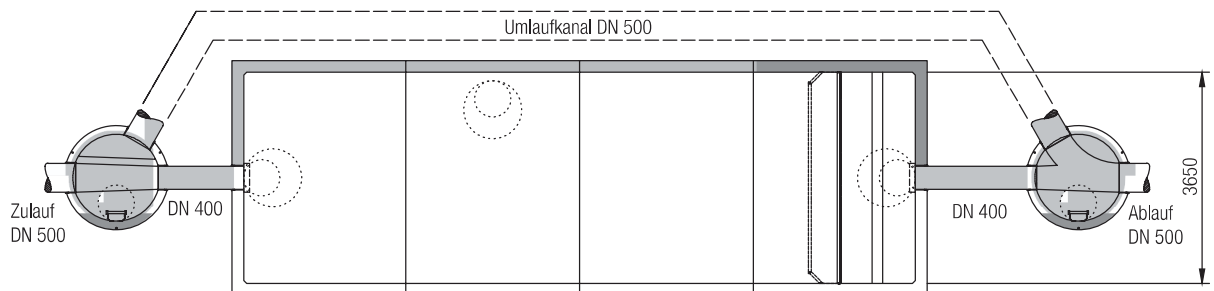 Umlaufkanal DN 500
Zulauf
DN 500
DN 400
DN 400
Ablauf
DN 500
3650